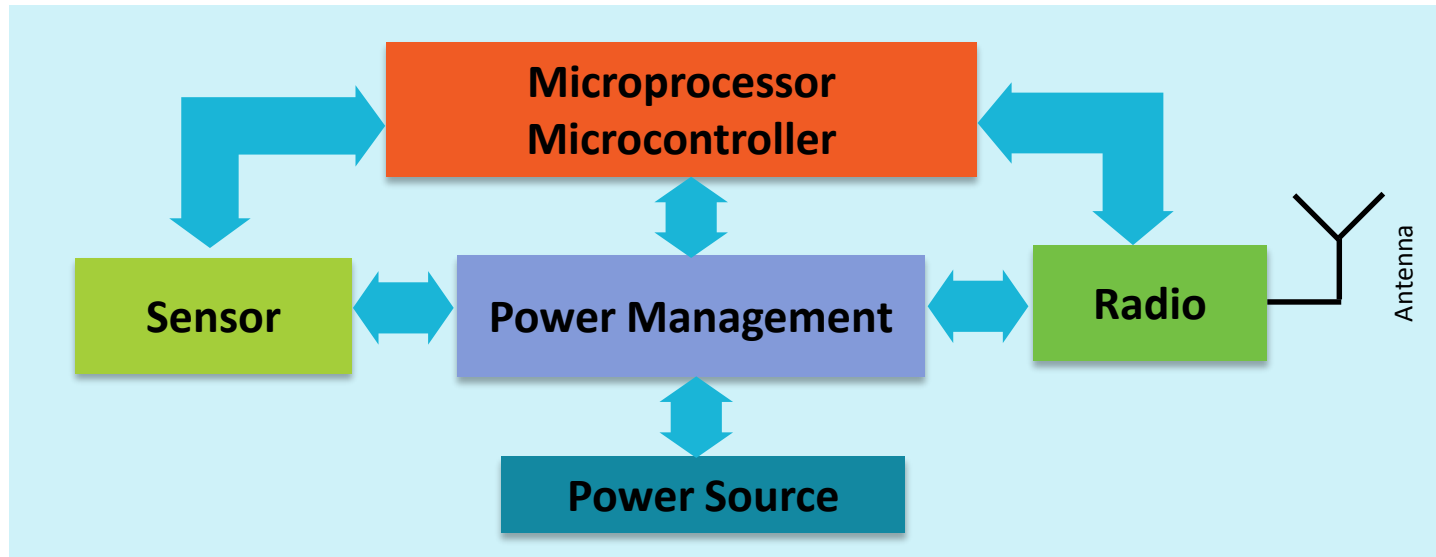 Microprocessor
Microcontroller
Sensor
Power Management
Radio
Antenna
Power Source